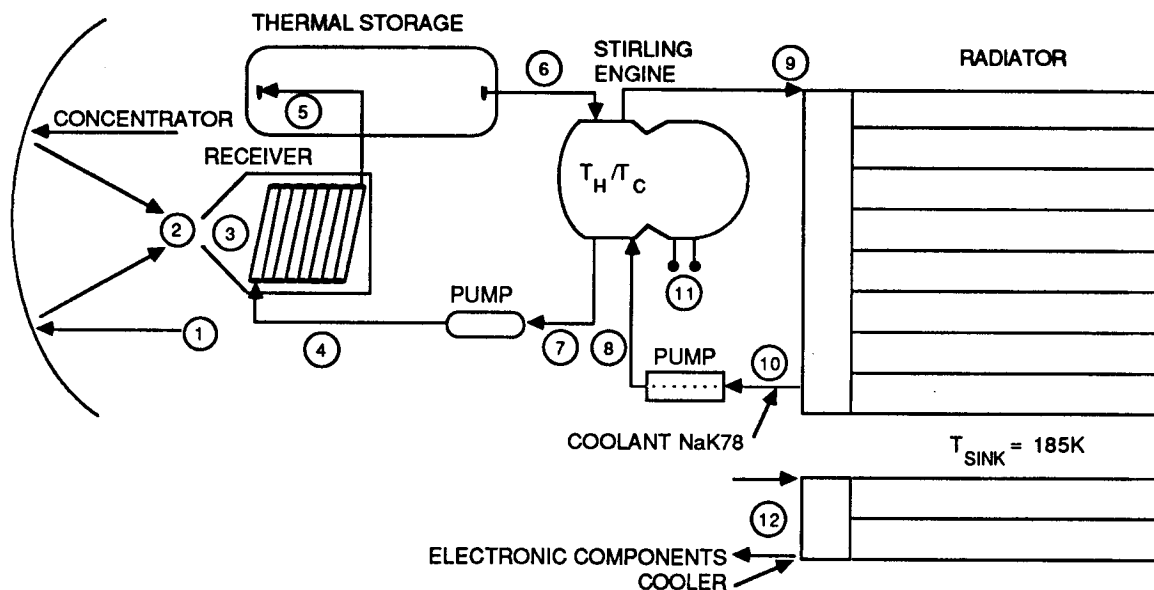 THERMAL STORAGE
6
STIRLING
ENGINE
9
RADIATOR
5
CONCENTRATOR
RECEIVER
T_H/T_C
2
3
11
PUMP
1
4
7
8
PUMP
10
COOLANT NaK78
T_SINK = 185K
12
ELECTRONIC COMPONENTS
COOLER